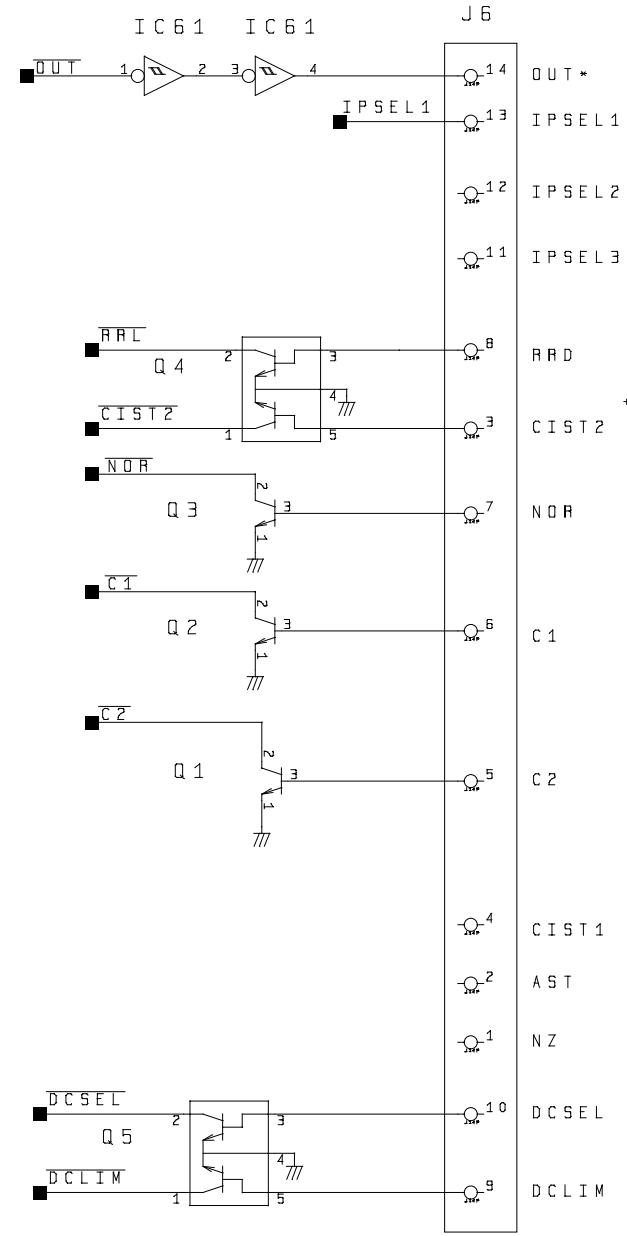 IC61 IC61 J6
OUT 1 2 3 4 14 OUT*
IPSEL1 13 IPSEL1
12 IPSEL2
11 IPSEL3
RRL 2 3 8 RRD
Q4 4
CIST2 1 5 3 CIST2
NOR 2
Q3 3 7 NOR
1
C1 2
Q2 3 6 C1
1
C2 2
Q1 3 5 C2
1
4 CIST1
2 AST
1 NZ
DCSEL 2 3 10 DCSEL
Q5 4
DCLIM 1 5 9 DCLIM